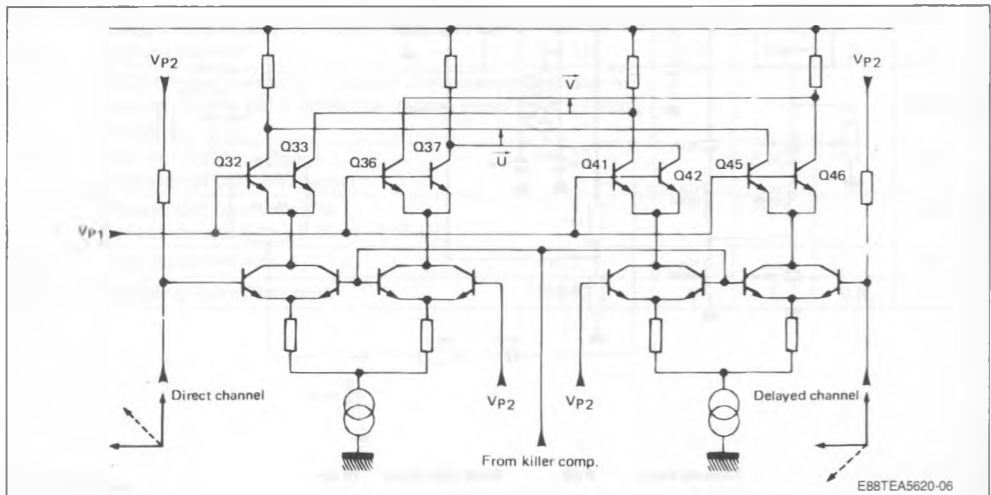 VP2
VP2
V
U
Q32
Q33
Q36
Q37
Q41
Q42
Q45
Q46
VP1
Direct channel
VP2
VP2
Delayed channel
From killer comp.
E88TEA5620-06